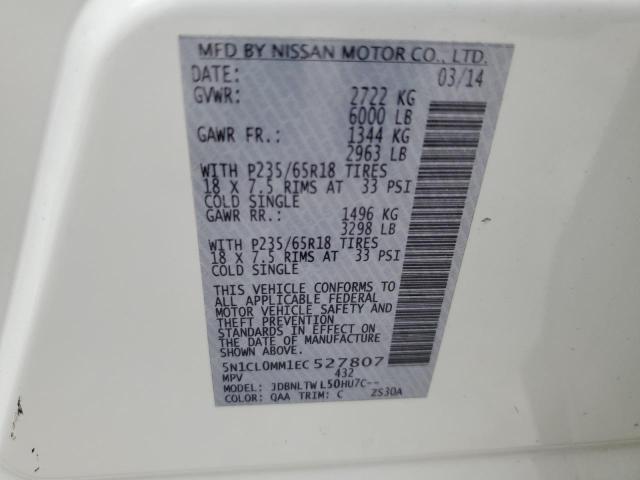 MFD BY NISSAN MOTOR CO., LTD.
DATE: 03/14
GVWR: 2722 KG
6000 LB
GAWR FR.: 1344 KG
2963 LB
WITH P235/65R18 TIRES
18 X 7.5 RIMS AT 33 PSI
COLD SINGLE
GAWR RR.: 1496 KG
3298 LB
WITH P235/65R18 TIRES
18 X 7.5 RIMS AT 33 PSI
COLD SINGLE
THIS VEHICLE CONFORMS TO
ALL APPLICABLE FEDERAL
MOTOR VEHICLE SAFETY AND
THEFT PREVENTION
STANDARDS IN EFFECT ON
THE DATE OF MANUFACTURE
SHOWN ABOVE
5N1CL0MM1EC527807
MPV 432
MODEL: JDBNLTWL50HU7C--
COLOR: QAA TRIM: C ZS30A